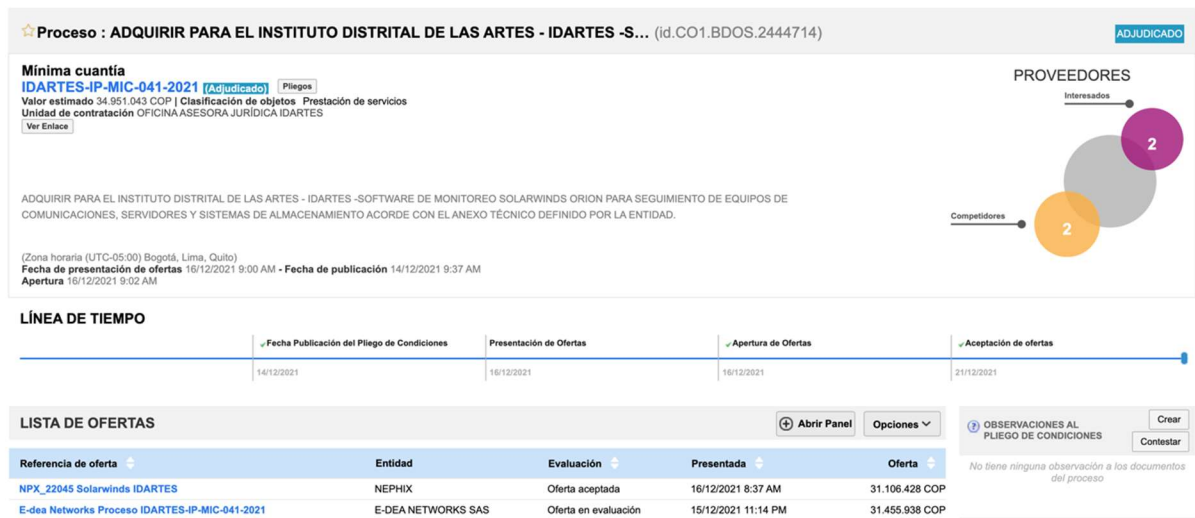 Proceso : ADQUIRIR PARA EL INSTITUTO DISTRITAL DE LAS ARTES - IDARTES -S... (id.CO1.BDOS.2444714)
ADJUDICADO
Mínima cuantía
IDARTES-IP-MIC-041-2021 (Adjudicado) Pliegos
Valor estimado 34.951.043 COP | Clasificación de objetos Prestación de servicios
Unidad de contratación OFICINA ASESORA JURÍDICA IDARTES
Ver Enlace
ADQUIRIR PARA EL INSTITUTO DISTRITAL DE LAS ARTES - IDARTES -SOFTWARE DE MONITOREO SOLARWINDS ORION PARA SEGUIMIENTO DE EQUIPOS DE
COMUNICACIONES, SERVIDORES Y SISTEMAS DE ALMACENAMIENTO ACORDE CON EL ANEXO TÉCNICO DEFINIDO POR LA ENTIDAD.
(Zona horaria (UTC-05:00) Bogotá, Lima, Quito)
Fecha de presentación de ofertas 16/12/2021 9:00 AM - Fecha de publicación 14/12/2021 9:37 AM
Apertura 16/12/2021 9:02 AM
PROVEEDORES
Interesados
2
Competidores
2
LÍNEA DE TIEMPO
Fecha Publicación del Pliego de Condiciones Presentación de Ofertas Apertura de Ofertas Aceptación de ofertas
14/12/2021 16/12/2021 16/12/2021 21/12/2021
LISTA DE OFERTAS Abrir Panel Opciones
Referencia de oferta Entidad Evaluación Presentada Oferta
NPX_22045 Solarwinds IDARTES NEPHIX Oferta aceptada 16/12/2021 8:37 AM 31.106.428 COP
E-dea Networks Proceso IDARTES-IP-MIC-041-2021 E-DEA NETWORKS SAS Oferta en evaluación 15/12/2021 11:14 PM 31.455.938 COP
? OBSERVACIONES AL
PLIEGO DE CONDICIONES
Crear
Contestar
No tiene ninguna observación a los documentos
del proceso